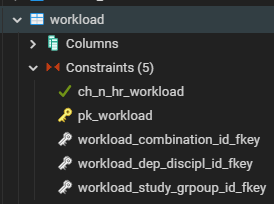 workload
Columns
Constraints (5)
ch_n_hr_workload
pk_workload
workload_combination_id_fkey
workload_dep_discipl_id_fkey
workload_study_grpoup_id_fkey